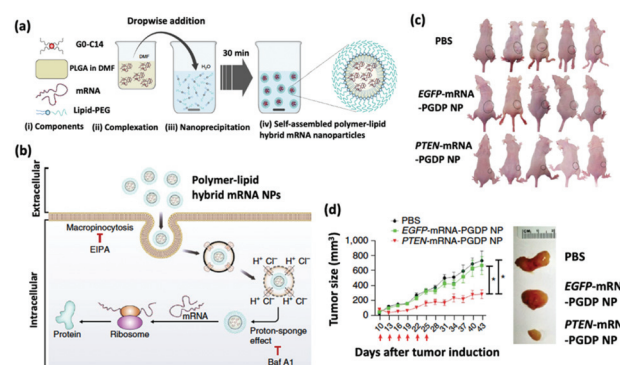 (a)
Dropwise addition
G0-C14
PLGA in DMF
mRNA
Lipid-PEG
DMF
H₂O
30 min
(i) Components
(ii) Complexation
(iii) Nanoprecipitation
(iv) Self-assembled polymer-lipid
hybrid mRNA nanoparticles
(b)
Extracellular
Intracellular
Polymer-lipid
hybrid mRNA NPs
Macropinocytosis
EIPA
H⁺ Cl⁻
H⁺ Cl⁻
H⁺ Cl⁻
H⁺ Cl⁻
Protein
Ribosome
mRNA
Proton-sponge
effect
Baf A1
(c)
PBS
EGFP-mRNA
-PGDP NP
PTEN-mRNA
-PGDP NP
(d)
PBS
EGFP-mRNA-PGDP NP
PTEN-mRNA-PGDP NP
Tumor size (mm³)
1,000
800
600
400
200
0
10 13 16 19 22 25 28 31 34 37 40 43
Days after tumor induction
* *
PBS
EGFP-mRN
-PGDP NP
PTEN-mRN
-PGDP NP